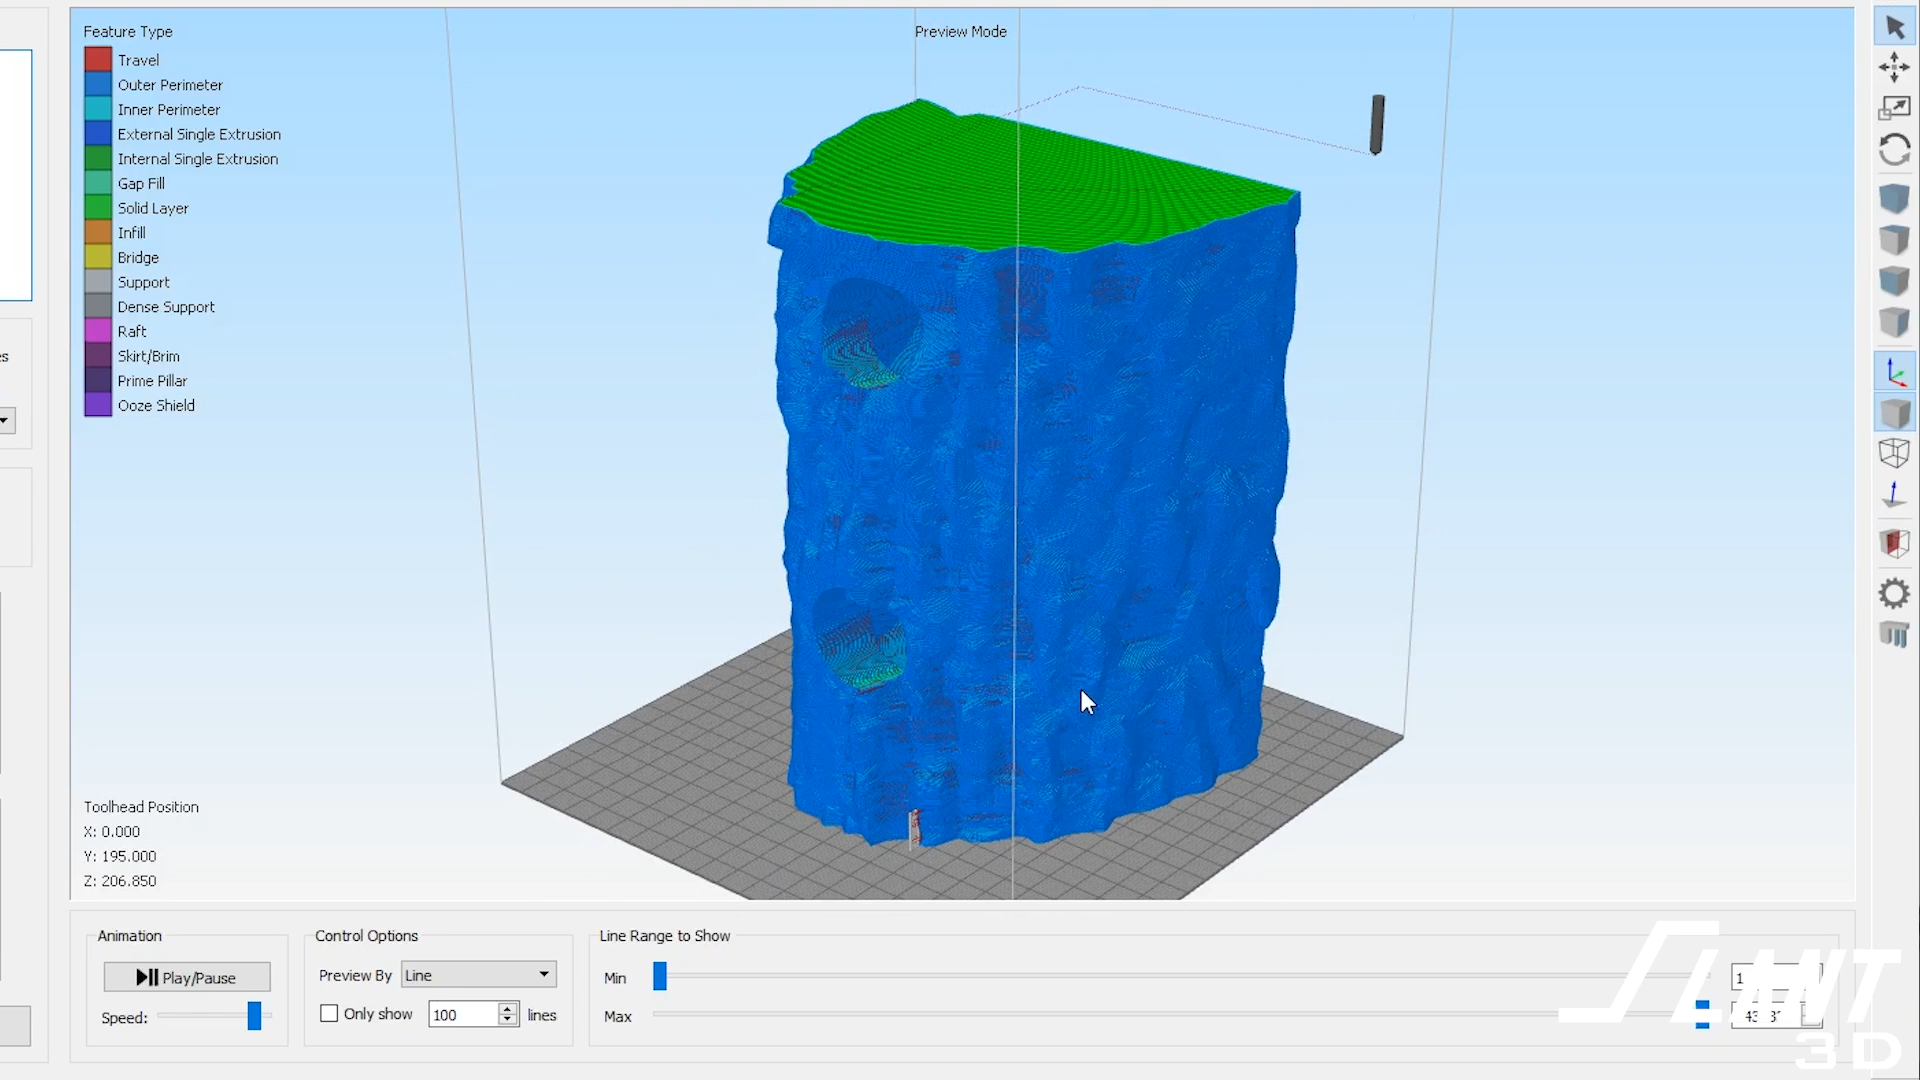 Feature Type
Travel
Outer Perimeter
Inner Perimeter
External Single Extrusion
Internal Single Extrusion
Gap Fill
Solid Layer
Infill
Bridge
Support
Dense Support
Raft
Skirt/Brim
Prime Pillar
Ooze Shield
Preview Mode
Toolhead Position
X: 0.000
Y: 195.000
Z: 206.850
Animation
Play/Pause
Speed:
Control Options
Preview By Line
Only show 100 lines
Line Range to Show
Min 1
Max
SLANT
3D